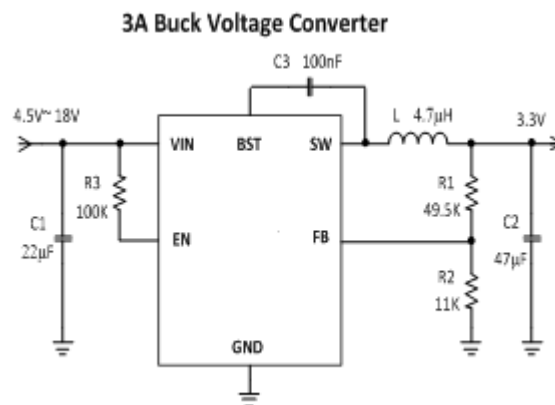 3A Buck Voltage Converter
C3 100nF
4.5V~ 18V
L 4.7µH
3.3V
VIN
BST
SW
R3
100K
R1
49.5K
C1
22µF
EN
FB
C2
47µF
R2
11K
GND